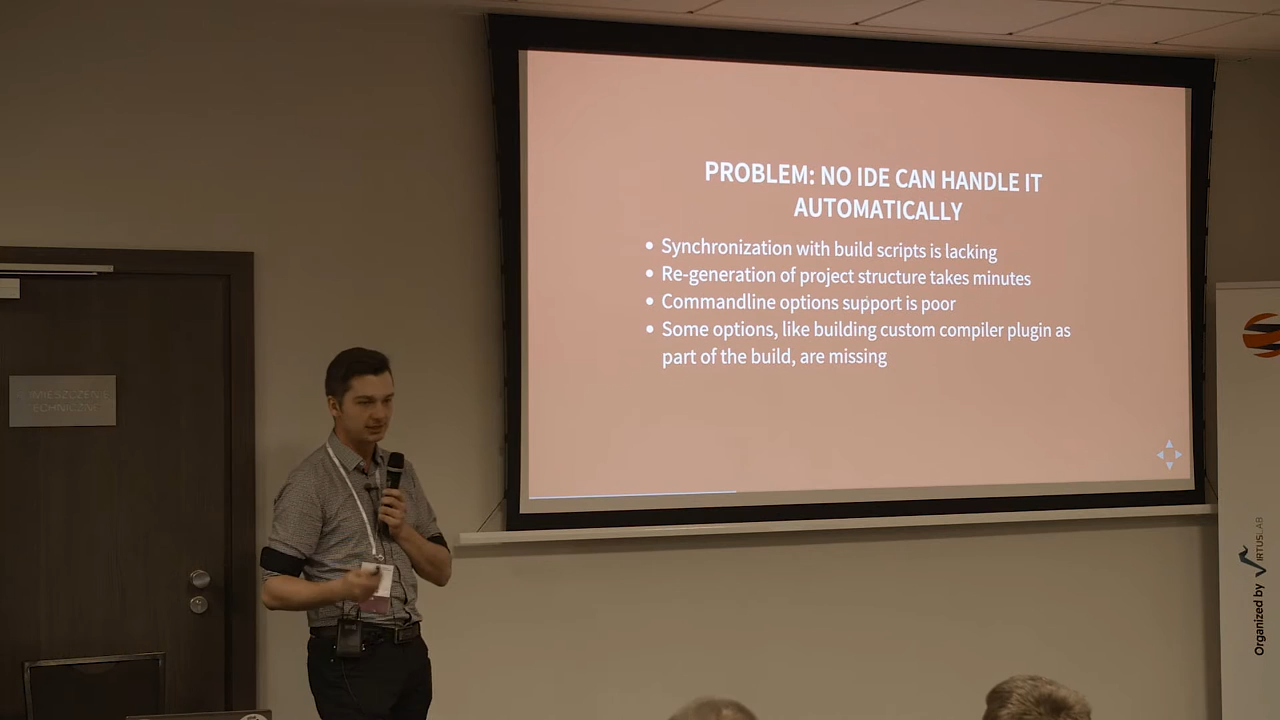 PROBLEM: NO IDE CAN HANDLE IT
AUTOMATICALLY
• Synchronization with build scripts is lacking
• Re-generation of project structure takes minutes
• Commandline options support is poor
• Some options, like building custom compiler plugin as
part of the build, are missing
Organized by VIRTUSLAB